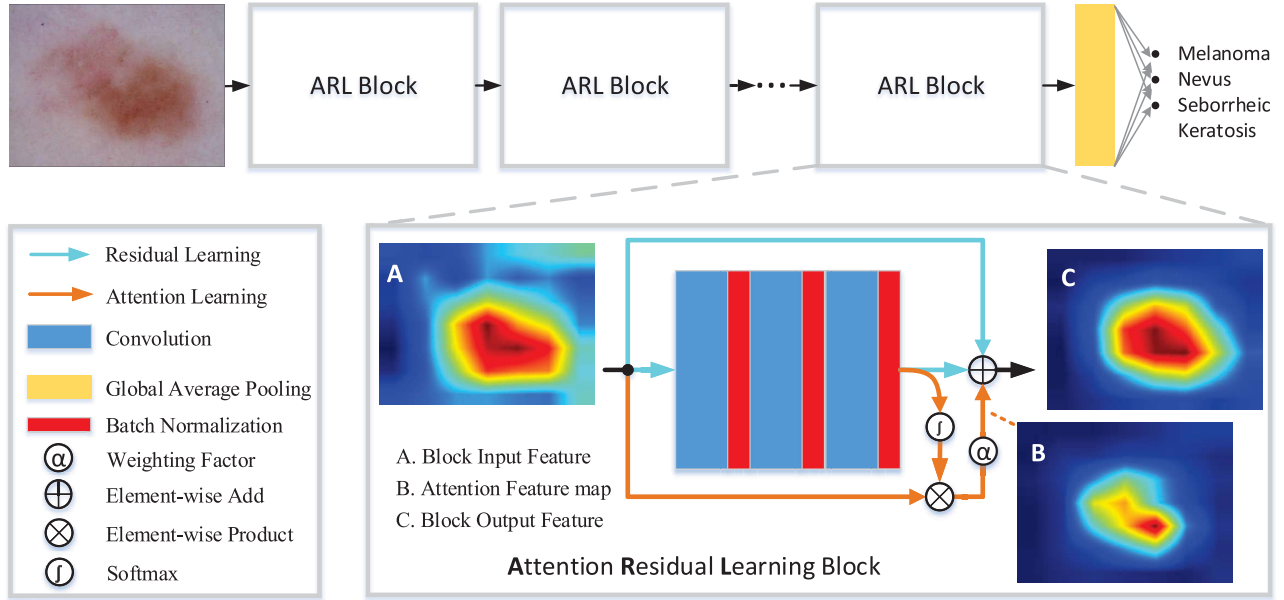 ARL Block
ARL Block
ARL Block
Melanoma
Nevus
Seborrheic
Keratosis
Residual Learning
Attention Learning
Convolution
Global Average Pooling
Batch Normalization
α Weighting Factor
Element-wise Add
Element-wise Product
∫ Softmax
A
C
B
∫
α
A. Block Input Feature
B. Attention Feature map
C. Block Output Feature
Attention Residual Learning Block